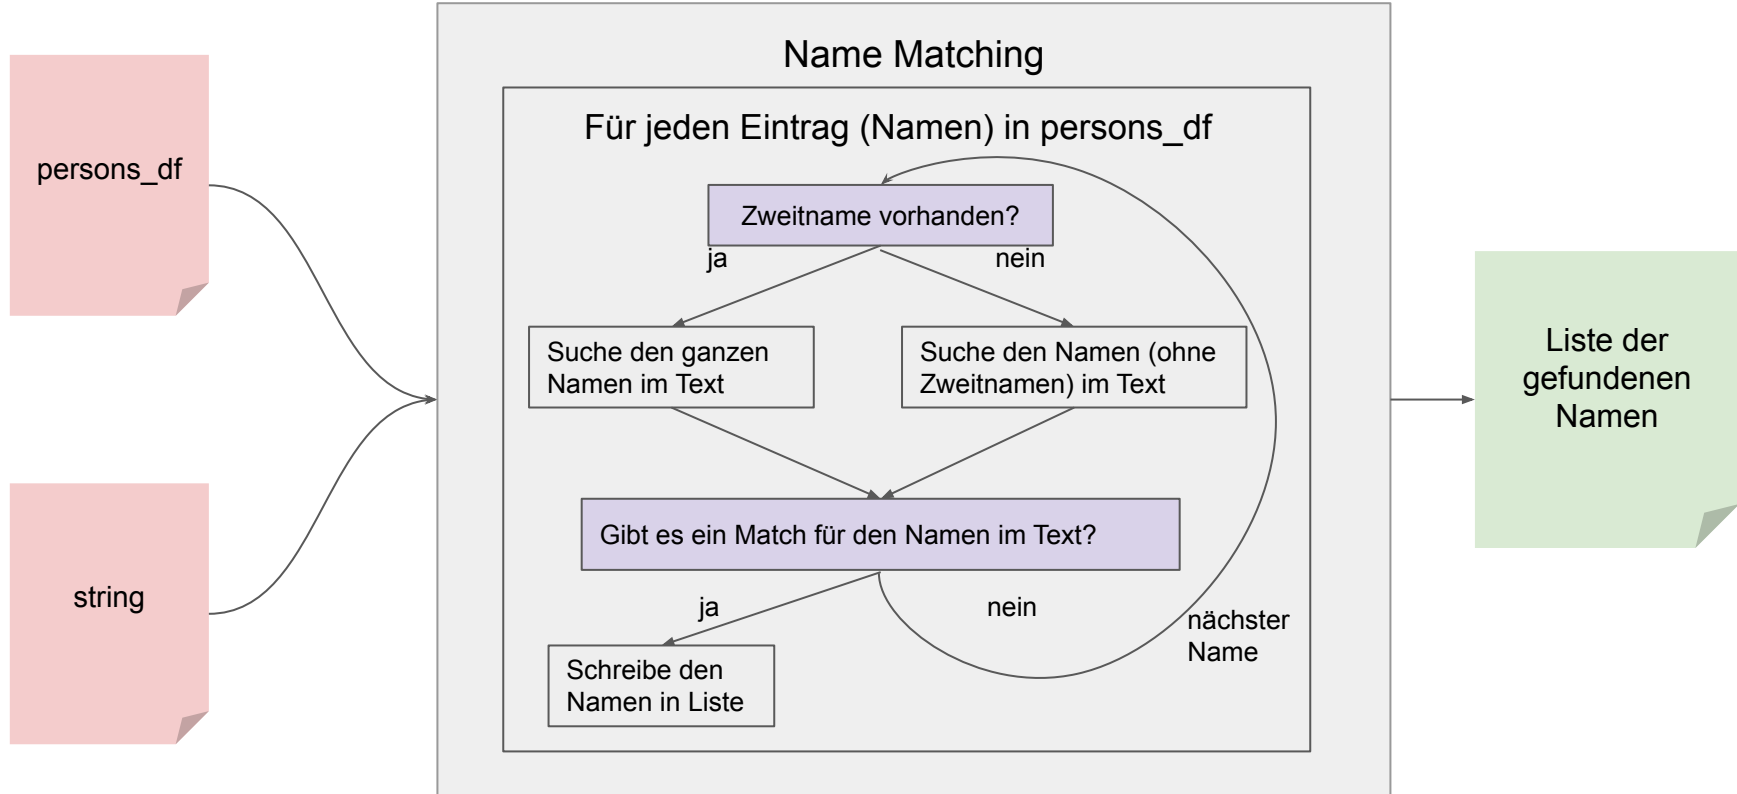 Name Matching
Für jeden Eintrag (Namen) in persons_df
persons_df
Zweitname vorhanden?
ja
nein
Suche den ganzen
Namen im Text
Suche den Namen (ohne
Zweitnamen) im Text
Liste der
gefundenen
Namen
Gibt es ein Match für den Namen im Text?
string
ja
nein
nächster
Name
Schreibe den
Namen in Liste